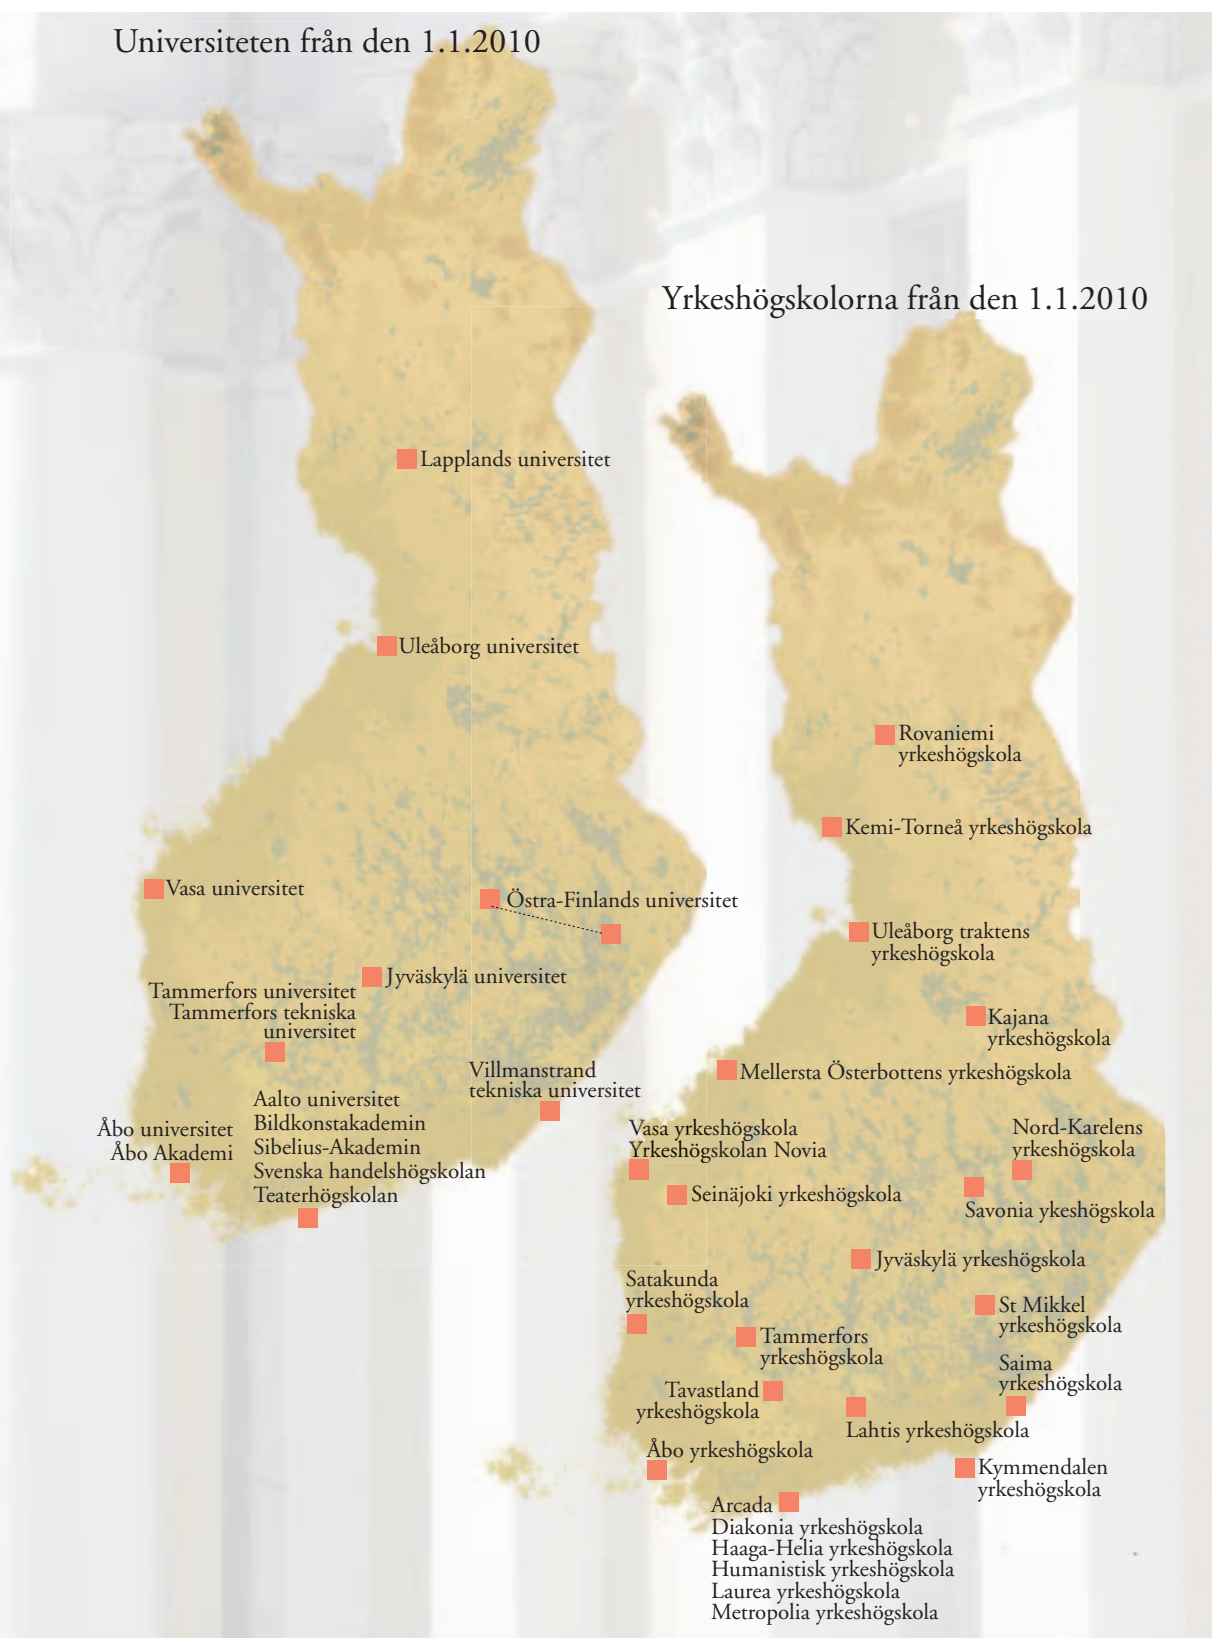 Universiteten från den 1.1.2010
Lapplands universitet
Uleåborg universitet
Vasa universitet
Östra-Finlands universitet
Jyväskylä universitet
Tammerfors universitet
Tammerfors tekniska
universitet
Villmanstrand
tekniska universitet
Åbo universitet
Åbo Akademi
Aalto universitet
Bildkonstakademin
Sibelius-Akademin
Svenska handelshögskolan
Teaterhögskolan
Yrkeshögskolorna från den 1.1.2010
Rovaniemi
yrkeshögskola
Kemi-Torneå yrkeshögskola
Uleåborg traktens
yrkeshögskola
Kajana
yrkeshögskola
Mellersta Österbottens yrkeshögskola
Vasa yrkeshögskola
Yrkeshögskolan Novia
Nord-Karelens
yrkeshögskola
Seinäjoki yrkeshögskola
Savonia ykeshögskola
Jyväskylä yrkeshögskola
Satakunda
yrkeshögskola
St Mikkel
yrkeshögskola
Tammerfors
yrkeshögskola
Saima
yrkeshögskola
Tavastland
yrkeshögskola
Lahtis yrkeshögskola
Åbo yrkeshögskola
Kymmendalen
yrkeshögskola
Arcada
Diakonia yrkeshögskola
Haaga-Helia yrkeshögskola
Humanistisk yrkeshögskola
Laurea yrkeshögskola
Metropolia yrkeshögskola